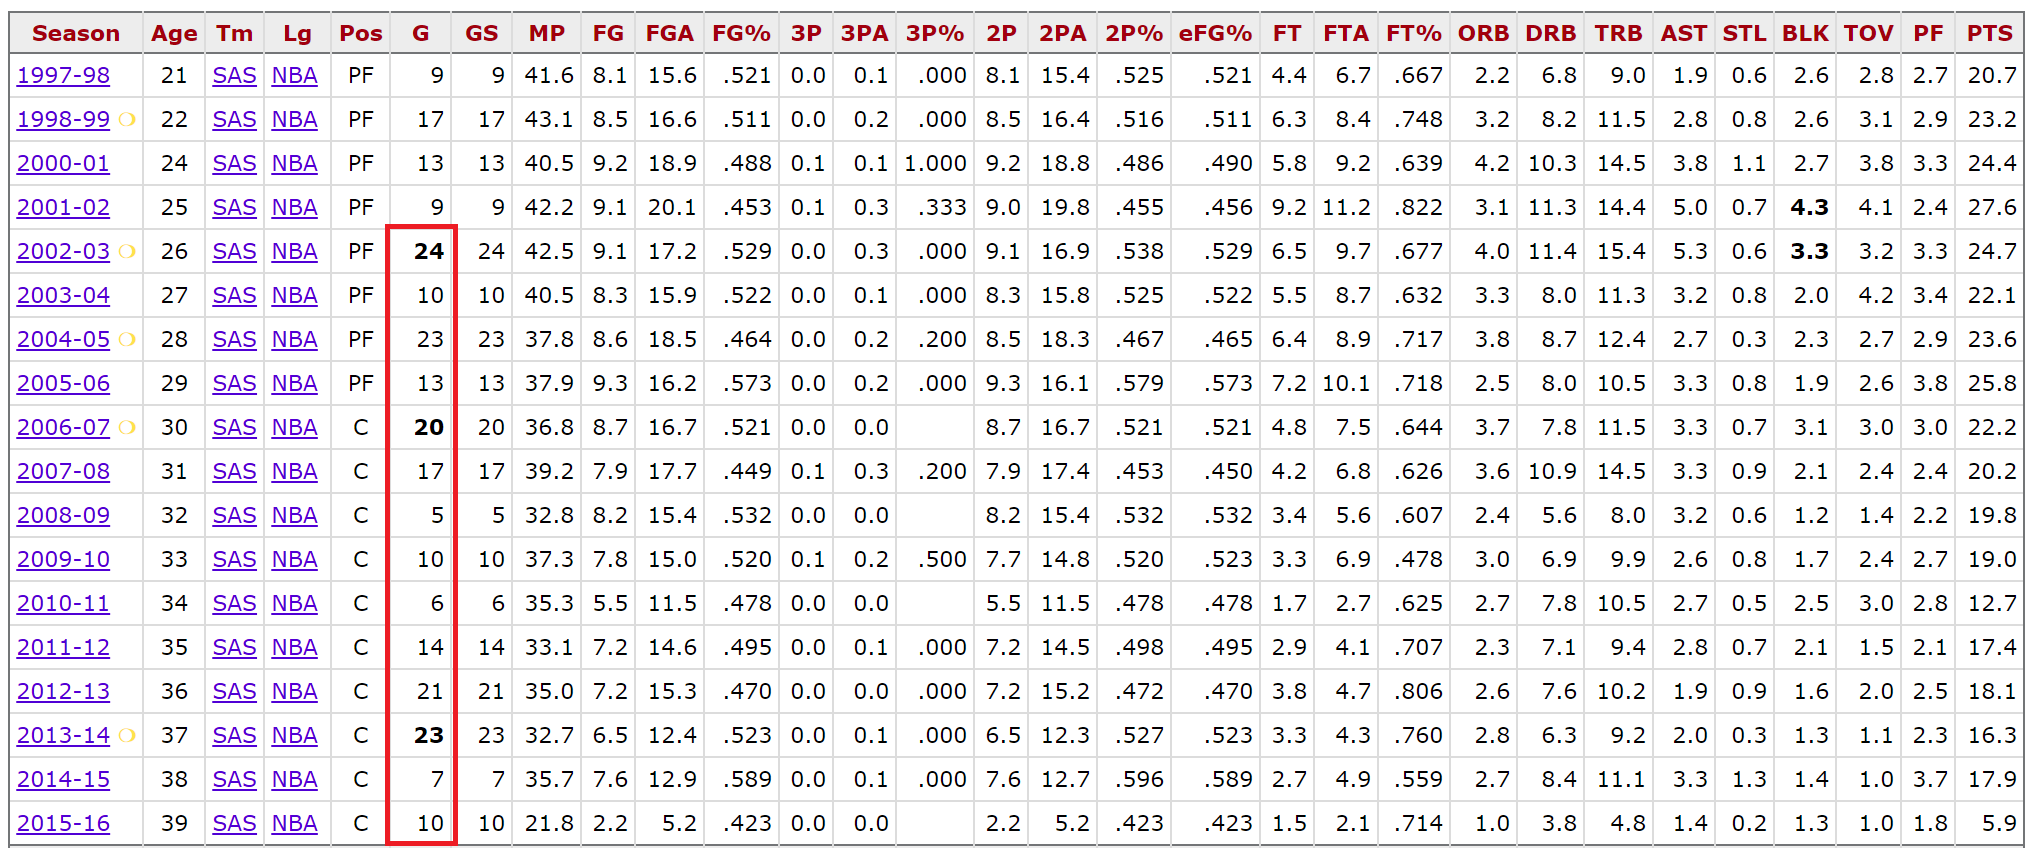 Season Age Tm Lg Pos G GS MP FG FGA FG% 3P 3PA 3P% 2P 2PA 2P% eFG% FT FTA FT% ORB DRB TRB AST STL BLK TOV PF PTS
1997-98 21 SAS NBA PF 9 9 41.6 8.1 15.6 .521 0.0 0.1 .000 8.1 15.4 .525 .521 4.4 6.7 .667 2.2 6.8 9.0 1.9 0.6 2.6 2.8 2.7 20.7
1998-99 22 SAS NBA PF 17 17 43.1 8.5 16.6 .511 0.0 0.2 .000 8.5 16.4 .516 .511 6.3 8.4 .748 3.2 8.2 11.5 2.8 0.8 2.6 3.1 2.9 23.2
2000-01 24 SAS NBA PF 13 13 40.5 9.2 18.9 .488 0.1 0.1 1.000 9.2 18.8 .486 .490 5.8 9.2 .639 4.2 10.3 14.5 3.8 1.1 2.7 3.8 3.3 24.4
2001-02 25 SAS NBA PF 9 9 42.2 9.1 20.1 .453 0.1 0.3 .333 9.0 19.8 .455 .456 9.2 11.2 .822 3.1 11.3 14.4 5.0 0.7 4.3 4.1 2.4 27.6
2002-03 26 SAS NBA PF 24 24 42.5 9.1 17.2 .529 0.0 0.3 .000 9.1 16.9 .538 .529 6.5 9.7 .677 4.0 11.4 15.4 5.3 0.6 3.3 3.2 3.3 24.7
2003-04 27 SAS NBA PF 10 10 40.5 8.3 15.9 .522 0.0 0.1 .000 8.3 15.8 .525 .522 5.5 8.7 .632 3.3 8.0 11.3 3.2 0.8 2.0 4.2 3.4 22.1
2004-05 28 SAS NBA PF 23 23 37.8 8.6 18.5 .464 0.0 0.2 .200 8.5 18.3 .467 .465 6.4 8.9 .717 3.8 8.7 12.4 2.7 0.3 2.3 2.7 2.9 23.6
2005-06 29 SAS NBA PF 13 13 37.9 9.3 16.2 .573 0.0 0.2 .000 9.3 16.1 .579 .573 7.2 10.1 .718 2.5 8.0 10.5 3.3 0.8 1.9 2.6 3.8 25.8
2006-07 30 SAS NBA C 20 20 36.8 8.7 16.7 .521 0.0 0.0 8.7 16.7 .521 .521 4.8 7.5 .644 3.7 7.8 11.5 3.3 0.7 3.1 3.0 3.0 22.2
2007-08 31 SAS NBA C 17 17 39.2 7.9 17.7 .449 0.1 0.3 .200 7.9 17.4 .453 .450 4.2 6.8 .626 3.6 10.9 14.5 3.3 0.9 2.1 2.4 2.4 20.2
2008-09 32 SAS NBA C 5 5 32.8 8.2 15.4 .532 0.0 0.0 8.2 15.4 .532 .532 3.4 5.6 .607 2.4 5.6 8.0 3.2 0.6 1.2 1.4 2.2 19.8
2009-10 33 SAS NBA C 10 10 37.3 7.8 15.0 .520 0.1 0.2 .500 7.7 14.8 .520 .523 3.3 6.9 .478 3.0 6.9 9.9 2.6 0.8 1.7 2.4 2.7 19.0
2010-11 34 SAS NBA C 6 6 35.3 5.5 11.5 .478 0.0 0.0 5.5 11.5 .478 .478 1.7 2.7 .625 2.7 7.8 10.5 2.7 0.5 2.5 3.0 2.8 12.7
2011-12 35 SAS NBA C 14 14 33.1 7.2 14.6 .495 0.0 0.1 .000 7.2 14.5 .498 .495 2.9 4.1 .707 2.3 7.1 9.4 2.8 0.7 2.1 1.5 2.1 17.4
2012-13 36 SAS NBA C 21 21 35.0 7.2 15.3 .470 0.0 0.0 .000 7.2 15.2 .472 .470 3.8 4.7 .806 2.6 7.6 10.2 1.9 0.9 1.6 2.0 2.5 18.1
2013-14 37 SAS NBA C 23 23 32.7 6.5 12.4 .523 0.0 0.1 .000 6.5 12.3 .527 .523 3.3 4.3 .760 2.8 6.3 9.2 2.0 0.3 1.3 1.1 2.3 16.3
2014-15 38 SAS NBA C 7 7 35.7 7.6 12.9 .589 0.0 0.1 .000 7.6 12.7 .596 .589 2.7 4.9 .559 2.7 8.4 11.1 3.3 1.3 1.4 1.0 3.7 17.9
2015-16 39 SAS NBA C 10 10 21.8 2.2 5.2 .423 0.0 0.0 2.2 5.2 .423 .423 1.5 2.1 .714 1.0 3.8 4.8 1.4 0.2 1.3 1.0 1.8 5.9